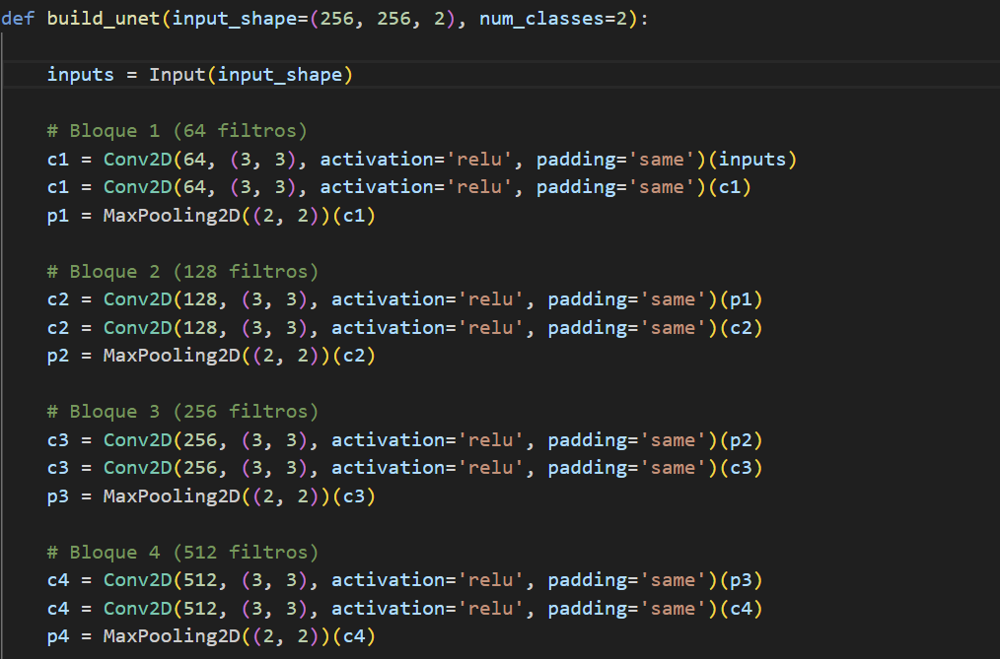 def build_unet(input_shape=(256, 256, 2), num_classes=2):
inputs = Input(input_shape)
# Bloque 1 (64 filtros)
c1 = Conv2D(64, (3, 3), activation='relu', padding='same')(inputs)
c1 = Conv2D(64, (3, 3), activation='relu', padding='same')(c1)
p1 = MaxPooling2D((2, 2))(c1)
# Bloque 2 (128 filtros)
c2 = Conv2D(128, (3, 3), activation='relu', padding='same')(p1)
c2 = Conv2D(128, (3, 3), activation='relu', padding='same')(c2)
p2 = MaxPooling2D((2, 2))(c2)
# Bloque 3 (256 filtros)
c3 = Conv2D(256, (3, 3), activation='relu', padding='same')(p2)
c3 = Conv2D(256, (3, 3), activation='relu', padding='same')(c3)
p3 = MaxPooling2D((2, 2))(c3)
# Bloque 4 (512 filtros)
c4 = Conv2D(512, (3, 3), activation='relu', padding='same')(p3)
c4 = Conv2D(512, (3, 3), activation='relu', padding='same')(c4)
p4 = MaxPooling2D((2, 2))(c4)